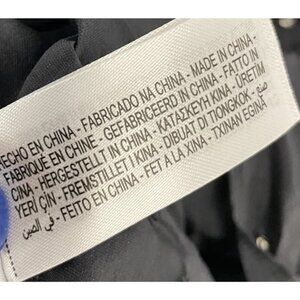 HECHO EN CHINA - FABRICADO NA CHINA - MADE IN CHINA -
FABRIQUÉ EN CHINE - GEFABRICEERD IN CHINA - FATTO IN
CINA - HERGESTELLT IN CHINA - ΚΑΤΑΣΚΕΥΗ ΚΙΝΑ - ÜRETİM
YERİ ÇİN - FREMSTILLET I KINA - DIBUAT DI TIONGKOK - صنع
في الصين - FEITO EN CHINA - FET A LA XINA - TXINAN EGINA